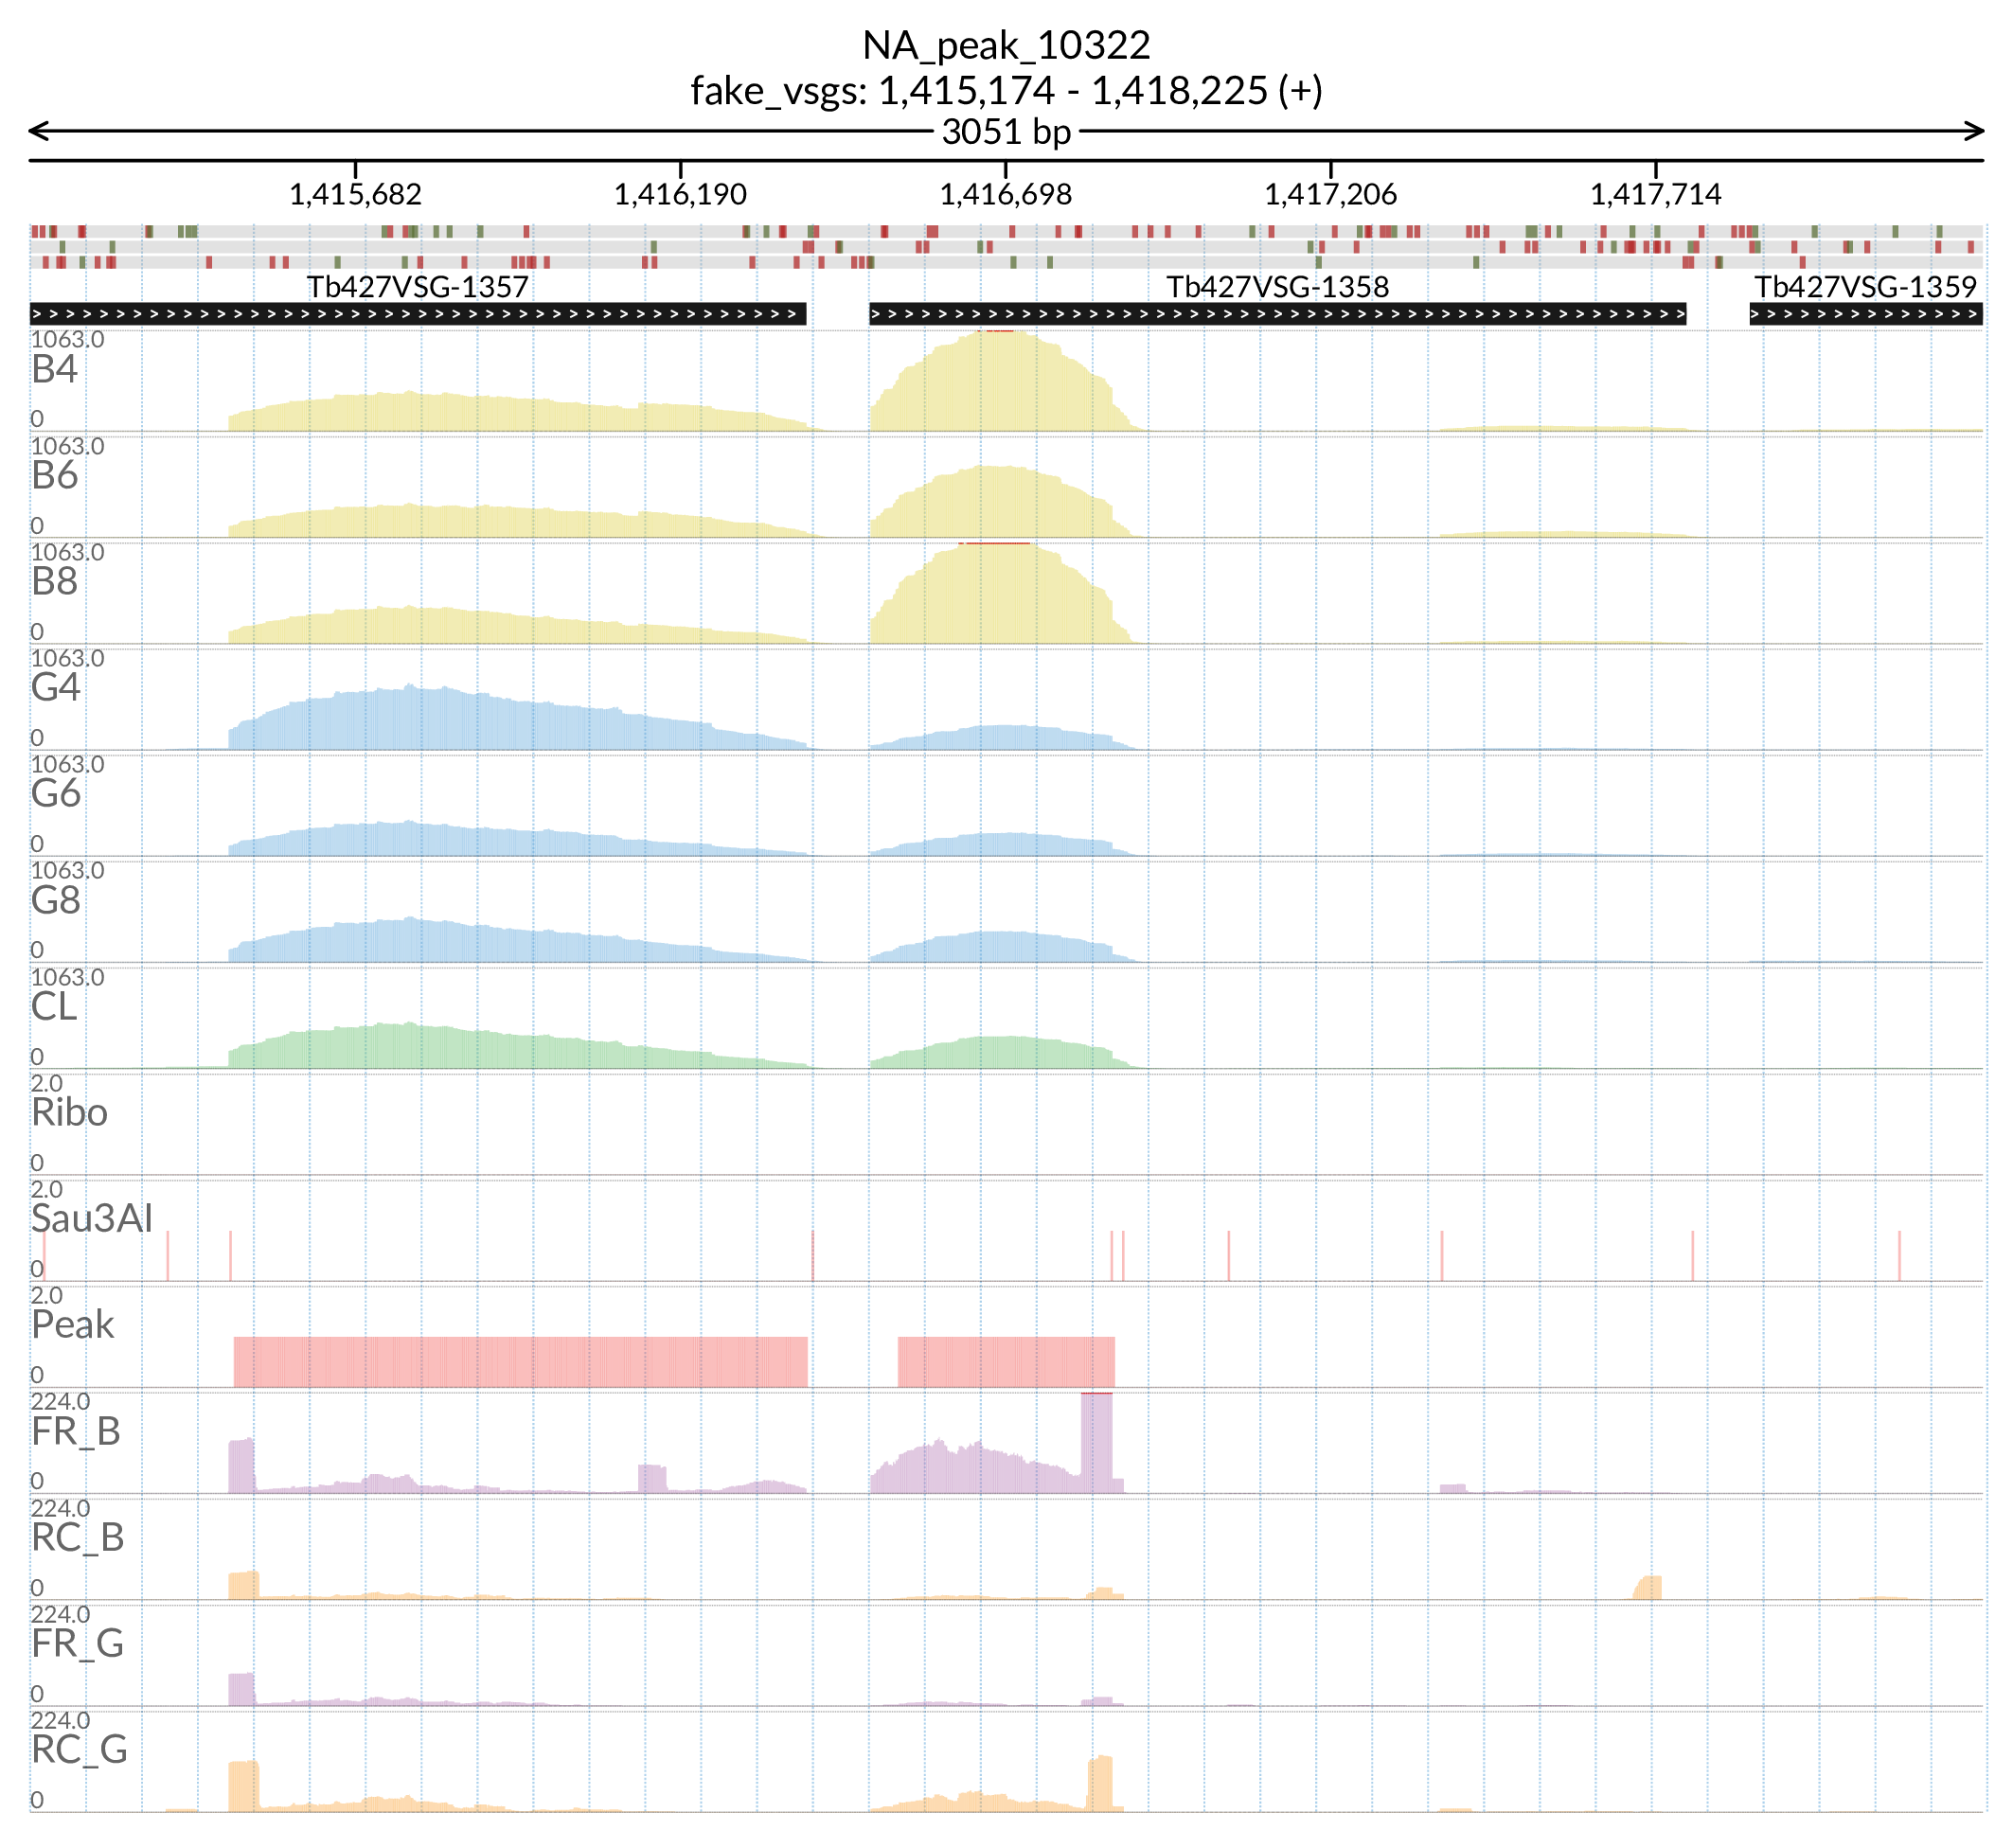 NA_peak_10322
fake_vsgs: 1,415,174 - 1,418,225 (+)
3051 bp
1,415,682 1,416,190 1,416,698 1,417,206 1,417,714
Tb427VSG-1357 Tb427VSG-1358 Tb427VSG-1359
1063.0
B4
0
1063.0
B6
0
1063.0
B8
0
1063.0
G4
0
1063.0
G6
0
1063.0
G8
0
1063.0
CL
0
2.0
Ribo
0
2.0
Sau3AI
0
2.0
Peak
0
224.0
FR_B
0
224.0
RC_B
0
224.0
FR_G
0
224.0
RC_G
0